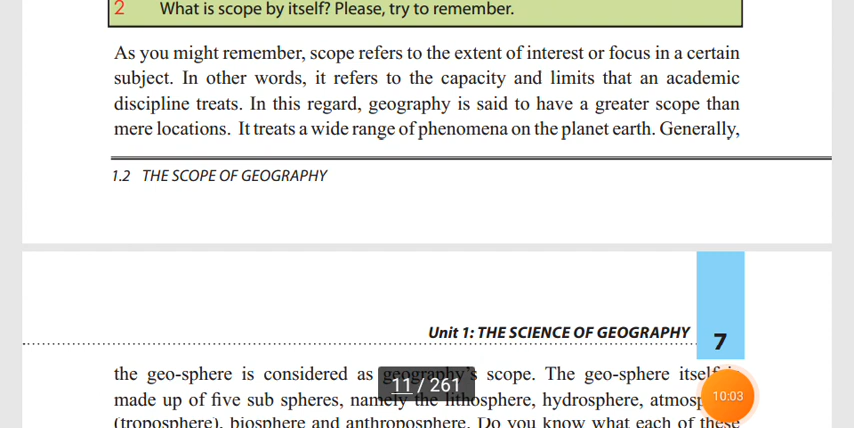 2 What is scope by itself? Please, try to remember.
As you might remember, scope refers to the extent of interest or focus in a certain
subject. In other words, it refers to the capacity and limits that an academic
discipline treats. In this regard, geography is said to have a greater scope than
mere locations. It treats a wide range of phenomena on the planet earth. Generally,
1.2 THE SCOPE OF GEOGRAPHY
Unit 1: THE SCIENCE OF GEOGRAPHY 7
the geo-sphere is considered as geography's scope. The geo-sphere itself
11 / 261
10:03
made up of five sub spheres, namely the lithosphere, hydrosphere,
(troposphere), biosphere and anthroposphere. Do you know what each of these